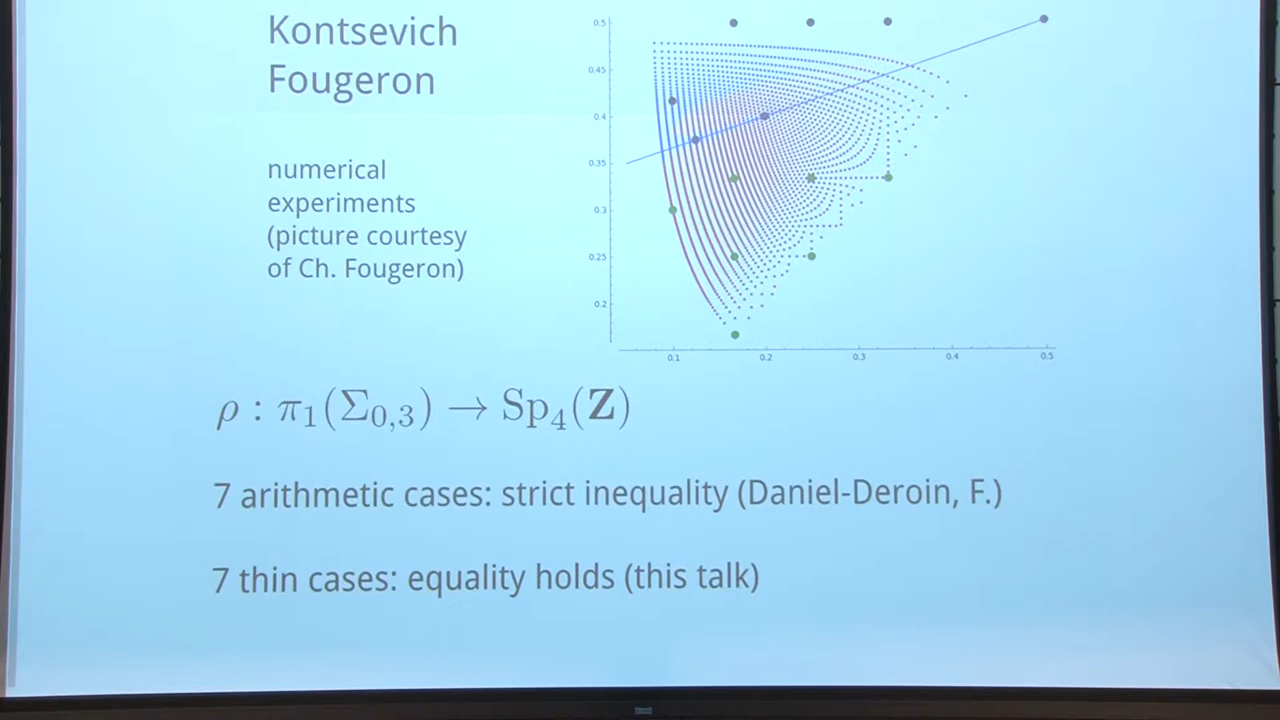 Kontsevich
Fougeron
numerical
experiments
(picture courtesy
of Ch. Fougeron)
0.5
0.45
0.4
0.35
0.3
0.25
0.2
0.1 0.2 0.3 0.4 0.5
ρ : π₁(Σ₀,₃) → Sp₄(Z)
7 arithmetic cases: strict inequality (Daniel-Deroin, F.)
7 thin cases: equality holds (this talk)